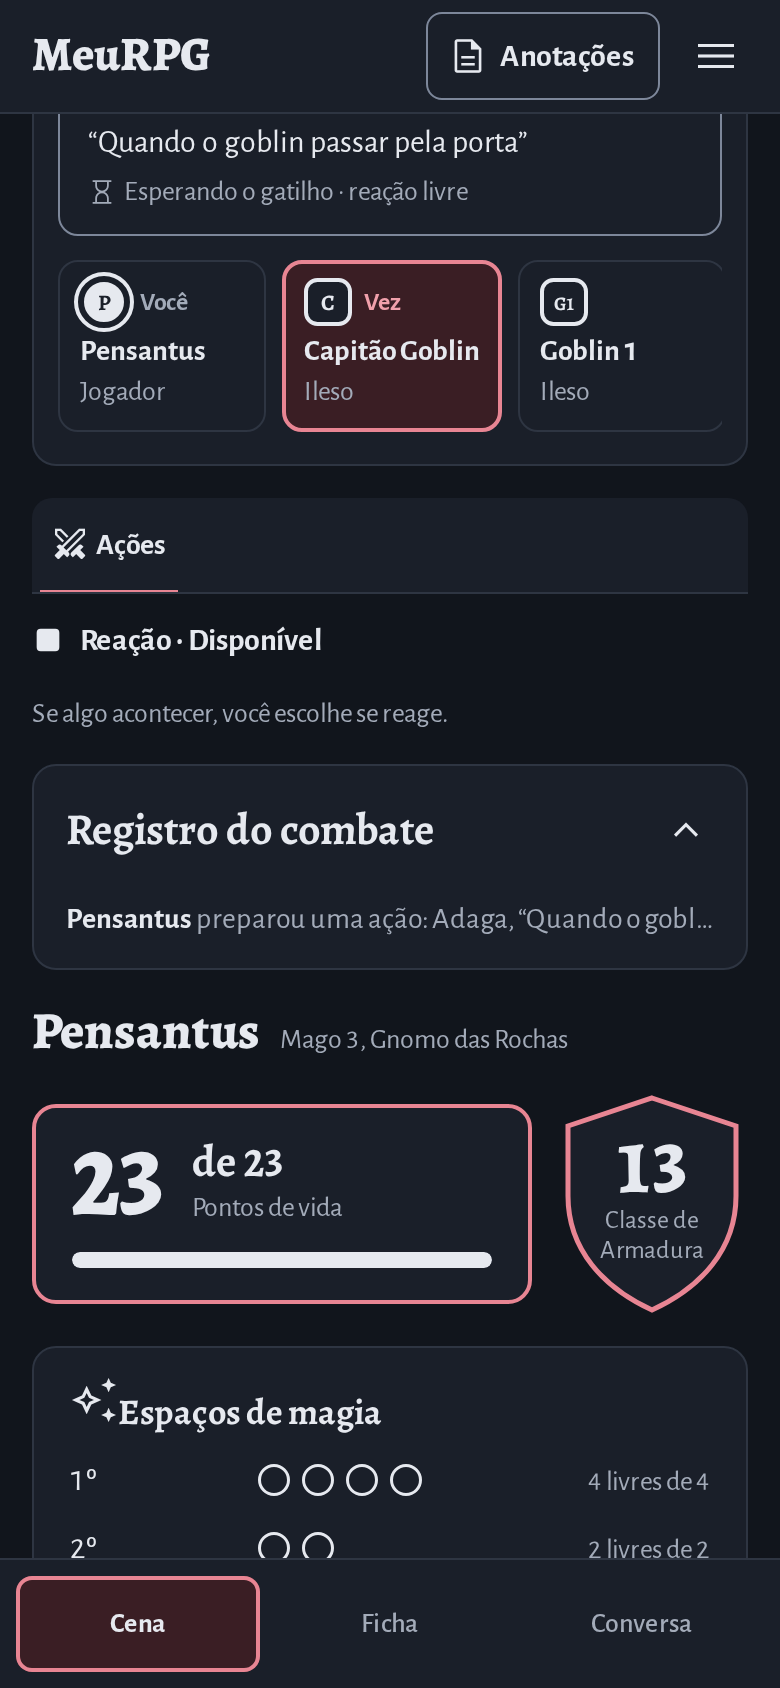 MeuRPG
Anotações
“Quando o goblin passar pela porta”
Esperando o gatilho · reação livre
P Você
Pensantus
Jogador
C Vez
Capitão Goblin
Ileso
G1
Goblin 1
Ileso
Ações
Reação · Disponível
Se algo acontecer, você escolhe se reage.
Registro do combate
Pensantus preparou uma ação: Adaga, “Quando o gobl...
Pensantus Mago 3, Gnomo das Rochas
23 de 23
Pontos de vida
13
Classe de
Armadura
Espaços de magia
1º 4 livres de 4
2º 2 livres de 2
Cena Ficha Conversa